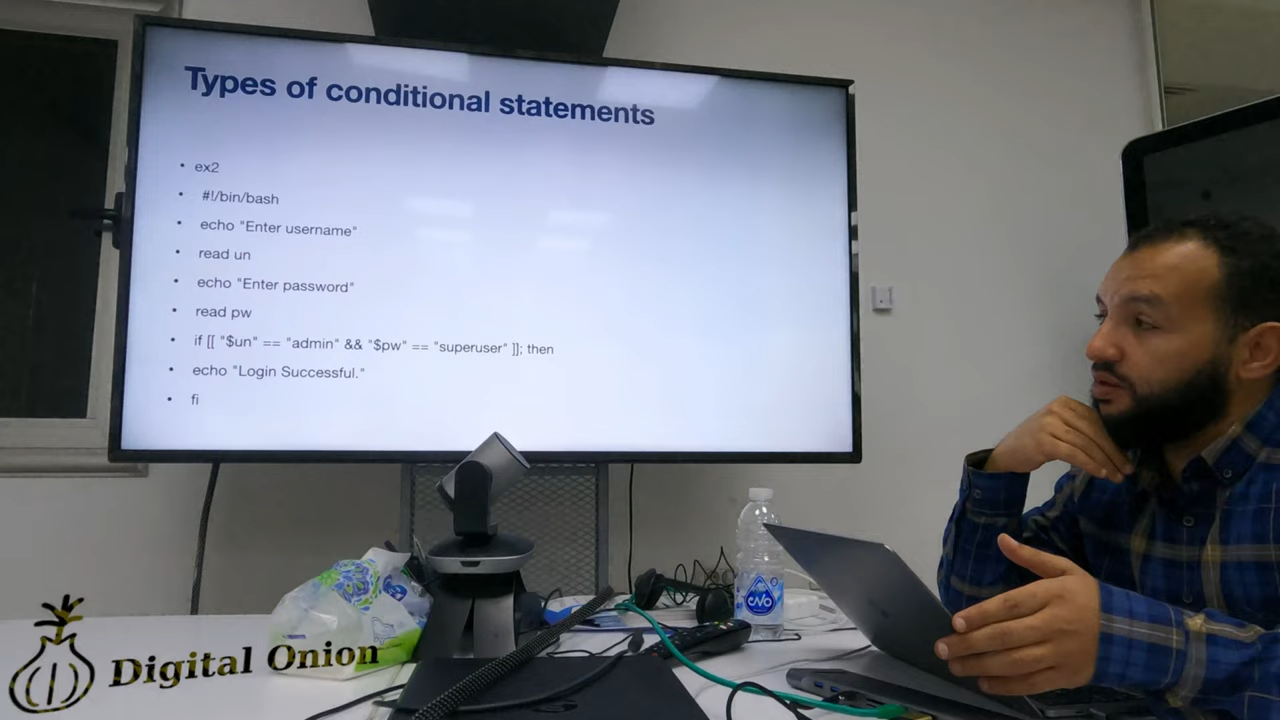 Types of conditional statements
• ex2
• #!/bin/bash
• echo "Enter username"
• read un
• echo "Enter password"
• read pw
• if [[ "$un" == "admin" && "$pw" == "superuser" ]]; then
• echo "Login Successful."
• fi
Digital Onion